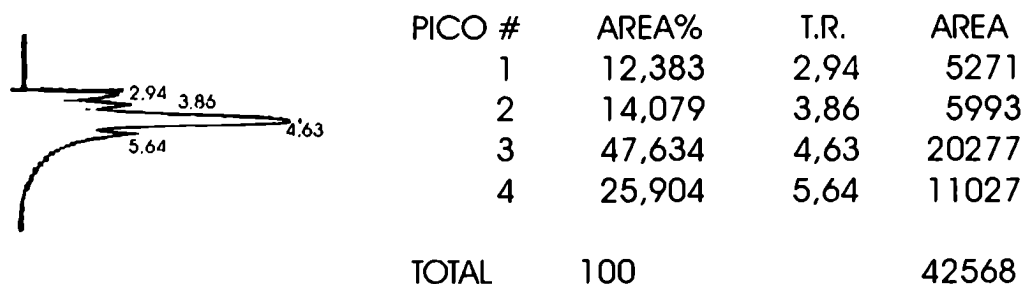 PICO # AREA% T.R. AREA
1 12,383 2,94 5271
2 14,079 3,86 5993
3 47,634 4,63 20277
4 25,904 5,64 11027
TOTAL 100 42568
2.94
3.86
4.63
5.64